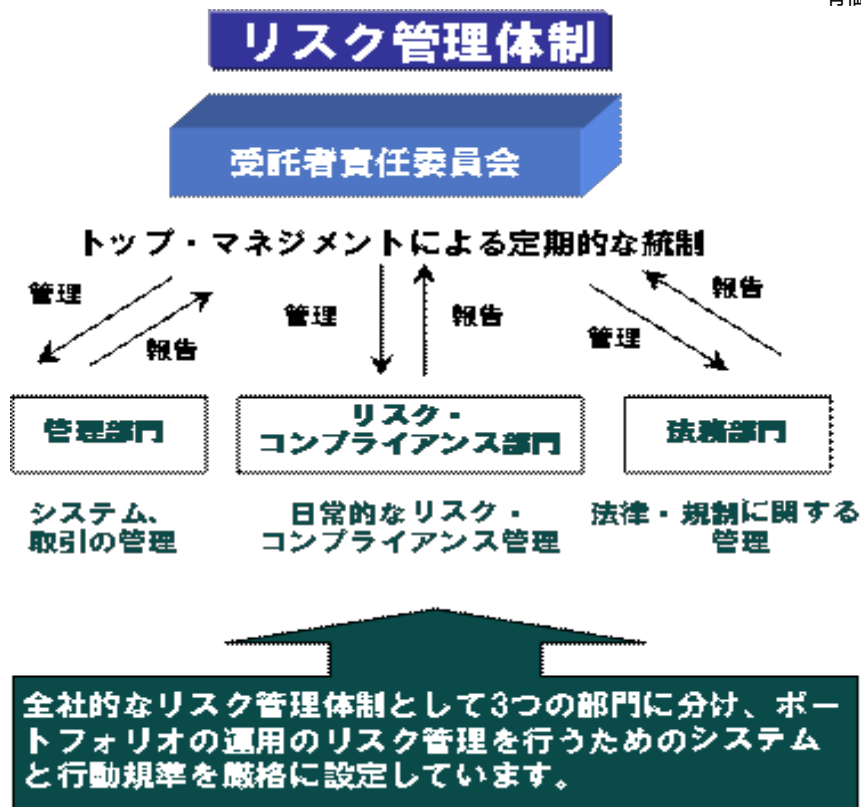 リスク管理体制
受託者責任委員会
トップ・マネジメントによる定期的な統制
管理
報告
管理
報告
管理
報告
管理部門
リスク・
コンプライアンス部門
法務部門
システム、
取引の管理
日常的なリスク・
コンプライアンス管理
法律・規制に関する
管理
全社的なリスク管理体制として3つの部門に分け、ポー
トフォリオの運用のリスク管理を行うためのシステム
と行動規準を厳格に設定しています。